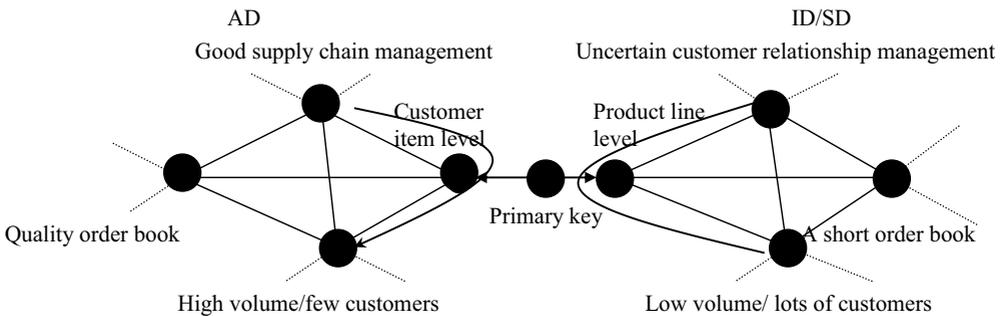 AD
ID/SD
Good supply chain management
Uncertain customer relationship management
Customer
item level
Product line
level
Primary key
Quality order book
A short order book
High volume/few customers
Low volume/ lots of customers